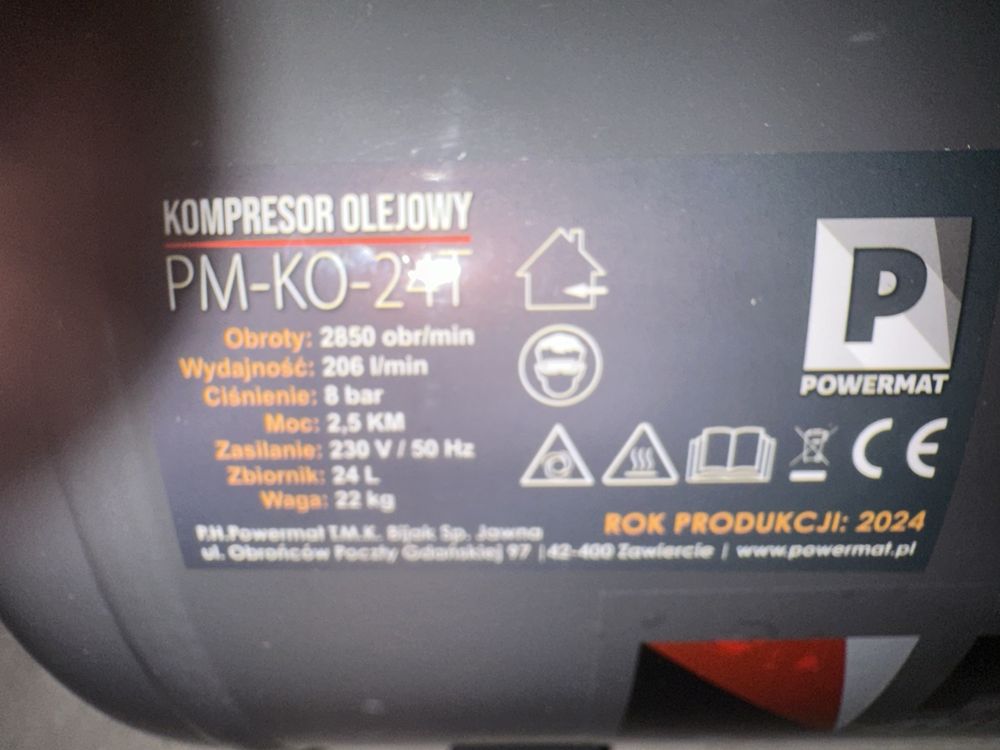 KOMPRESOR OLEJOWY
PM-KO-24T
Obroty: 2850 obr/min
Wydajność: 206 l/min
Ciśnienie: 8 bar
Moc: 2,5 KM
Zasilanie: 230 V / 50 Hz
Zbiornik: 24 L
Waga: 22 kg
P.H.Powermat T.M.K. Bijak Sp. Jawna
ul. Obrońców Poczty Gdańskiej 97 | 42-400 Zawiercie | www.powermat.pl
P
POWERMAT
CE
ROK PRODUKCJI: 2024